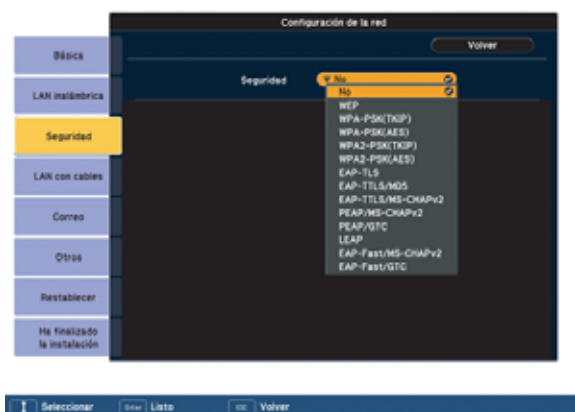 Configuración de la red
Volver
Básica
LAN inalámbrica
Seguridad
LAN con cables
Correo
Otros
Restablecer
Ha finalizado
la instalación
Seguridad
No
No
WEP
WPA-PSK(TKIP)
WPA-PSK(AES)
WPA2-PSK(TKIP)
WPA2-PSK(AES)
EAP-TLS
EAP-TTLS/MD5
EAP-TTLS/MS-CHAPv2
PEAP/MS-CHAPv2
PEAP/GTC
LEAP
EAP-Fast/MS-CHAPv2
EAP-Fast/GTC
Seleccionar Enter Listo ESC Volver